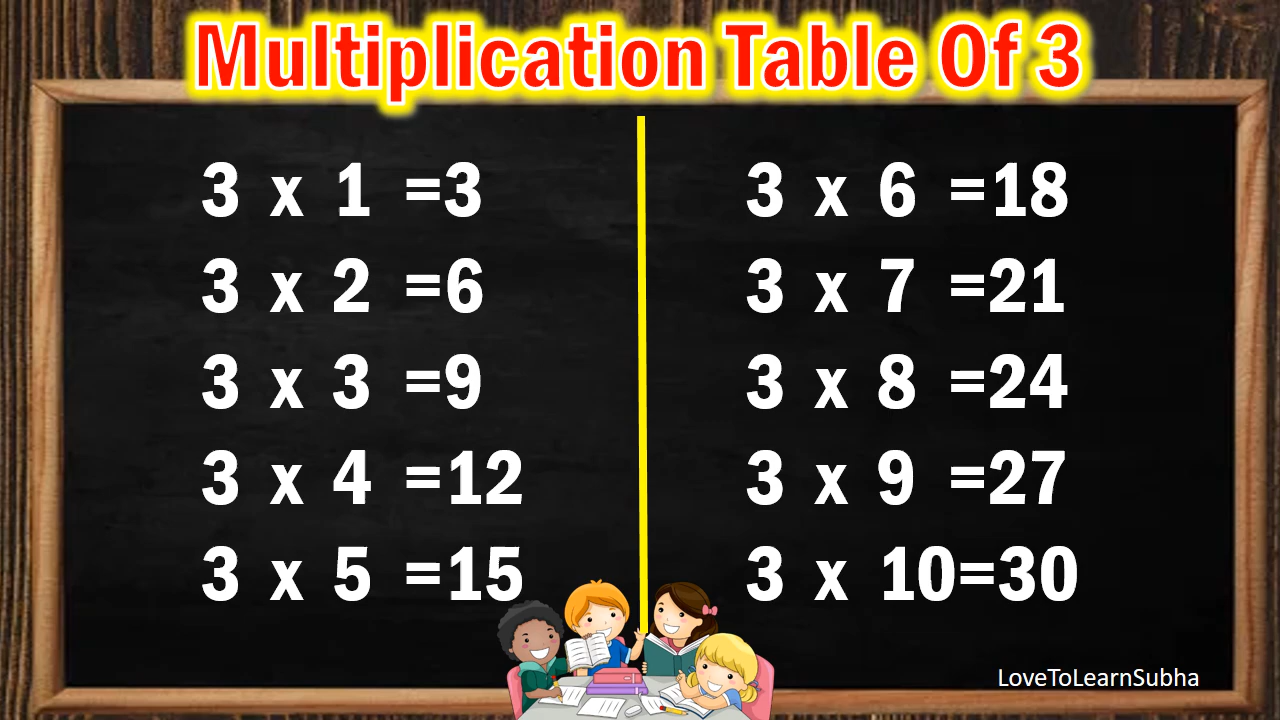 Multiplication Table Of 3
3 x 1 =3
3 x 2 =6
3 x 3 =9
3 x 4 =12
3 x 5 =15
3 x 6 =18
3 x 7 =21
3 x 8 =24
3 x 9 =27
3 x 10=30
LoveToLearnSubha